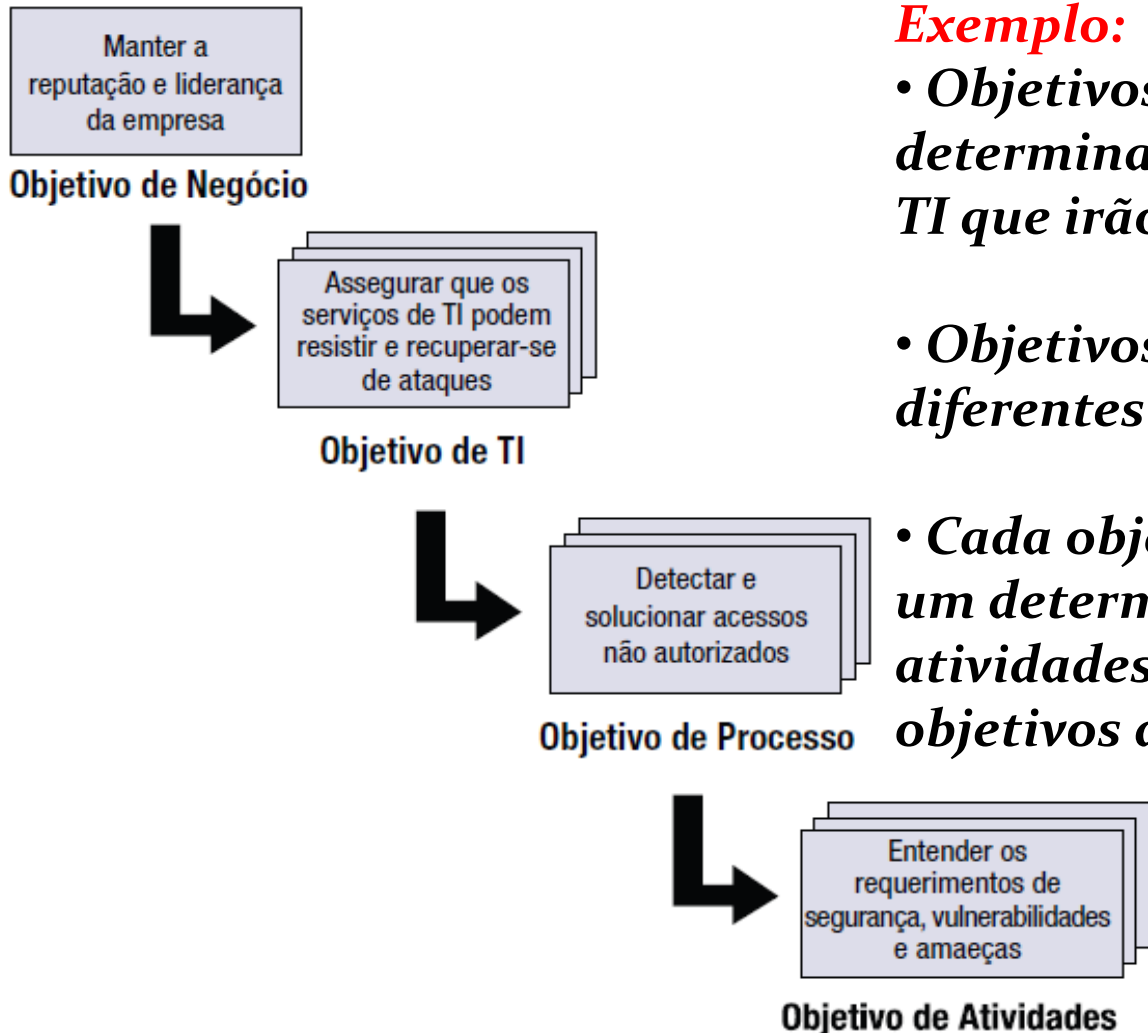 Manter a
reputação e liderança
da empresa
Objetivo de Negócio
Assegurar que os
serviços de TI podem
resistir e recuperar-se
de ataques
Objetivo de TI
Detectar e
solucionar acessos
não autorizados
Objetivo de Processo
Entender os
requerimentos de
segurança, vulnerabilidades
e amaeças
Objetivo de Atividades
Exemplo:
• Objetivos
determina
TI que irão
• Objetivos
diferentes
• Cada obje
um determ
atividades
objetivos d